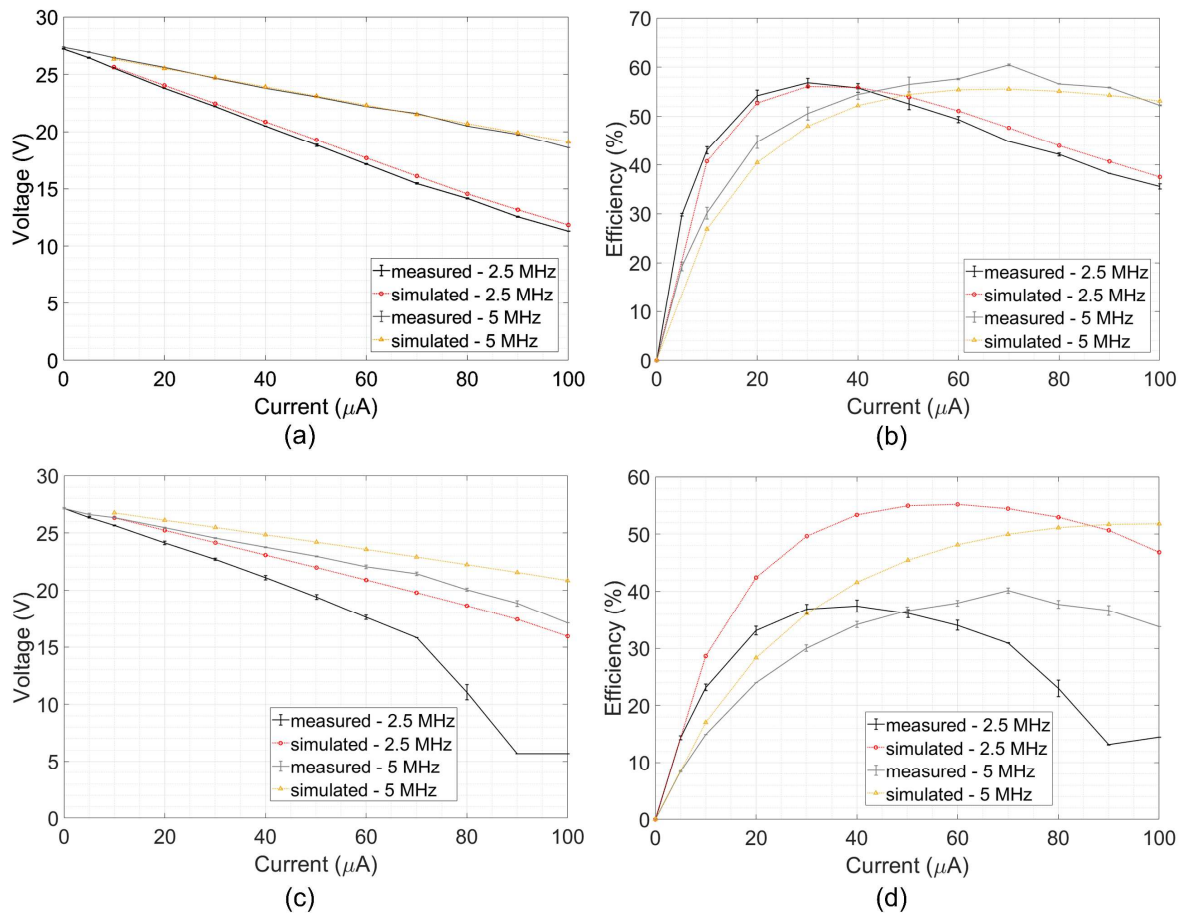 30
25
20
15
10
5
0
Voltage (V)
measured - 2.5 MHz
simulated - 2.5 MHz
measured - 5 MHz
simulated - 5 MHz
0 20 40 60 80 100
Current (μA)
(a)
70
60
50
40
30
20
10
0
Efficiency (%)
measured - 2.5 MHz
simulated - 2.5 MHz
measured - 5 MHz
simulated - 5 MHz
0 20 40 60 80 100
Current (μA)
(b)
30
25
20
15
10
5
0
Voltage (V)
measured - 2.5 MHz
simulated - 2.5 MHz
measured - 5 MHz
simulated - 5 MHz
0 20 40 60 80 100
Current (μA)
(c)
60
50
40
30
20
10
0
Efficiency (%)
measured - 2.5 MHz
simulated - 2.5 MHz
measured - 5 MHz
simulated - 5 MHz
0 20 40 60 80 100
Current (μA)
(d)